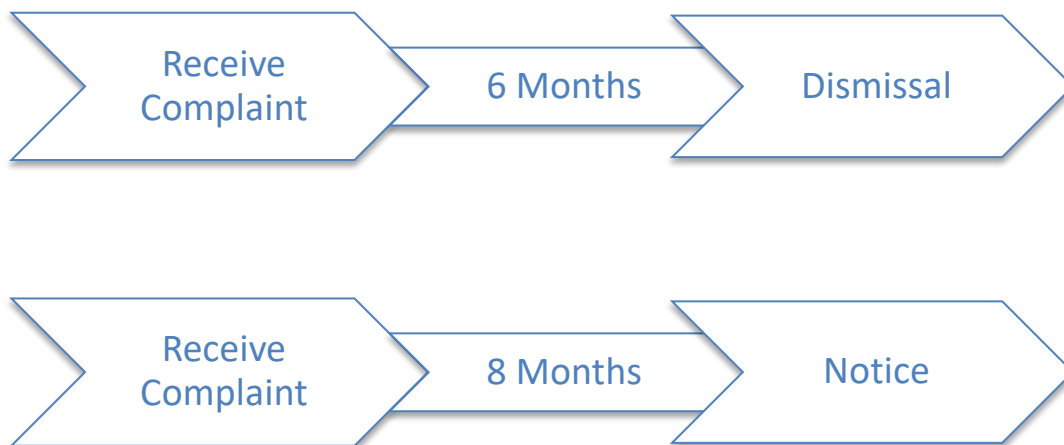 Receive
Complaint
6 Months
Dismissal
Receive
Complaint
8 Months
Notice